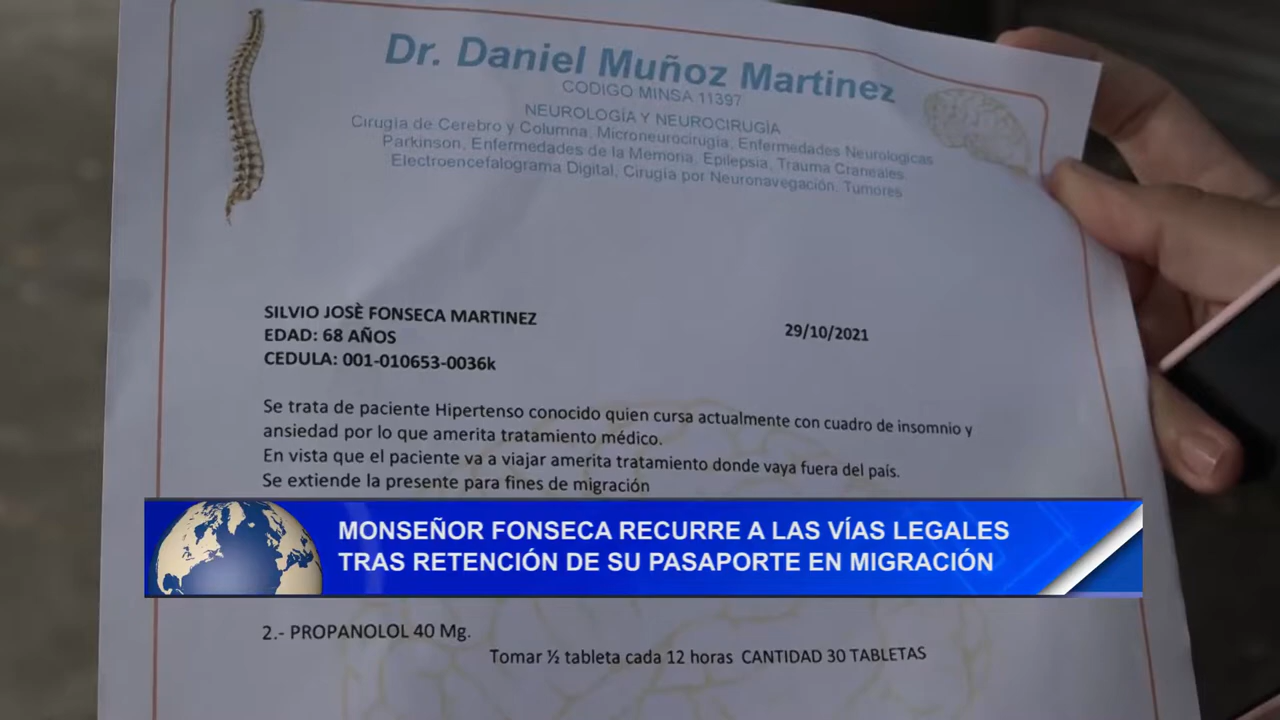 Dr. Daniel Muñoz Martinez
CODIGO MINSA 11397
NEUROLOGÍA Y NEUROCIRUGÍA
Cirugía de Cerebro y Columna, Microneurocirugía, Enfermedades Neurologicas
Parkinson, Enfermedades de la Memoria, Epilepsia, Trauma Craneales
Electroencefalograma Digital, Cirugía por Neuronavegación, Tumores
SILVIO JOSÈ FONSECA MARTINEZ
29/10/2021
EDAD: 68 AÑOS
CEDULA: 001-010653-0036k
Se trata de paciente Hipertenso conocido quien cursa actualmente con cuadro de insomnio y
ansiedad por lo que amerita tratamiento médico.
En vista que el paciente va a viajar amerita tratamiento donde vaya fuera del país.
Se extiende la presente para fines de migración
MONSEÑOR FONSECA RECURRE A LAS VÍAS LEGALES
TRAS RETENCIÓN DE SU PASAPORTE EN MIGRACIÓN
2.- PROPANOLOL 40 Mg.
Tomar ½ tableta cada 12 horas CANTIDAD 30 TABLETAS